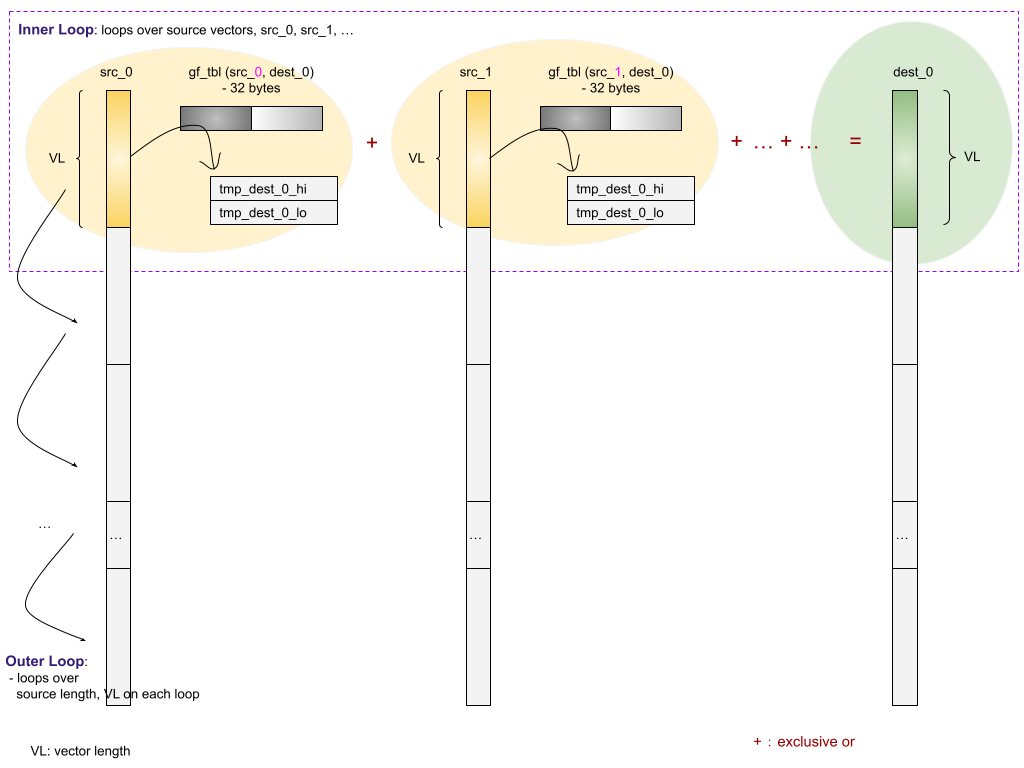 Inner Loop: loops over source vectors, src_0, src_1, …
src_0
gf_tbl (src_0, dest_0)
- 32 bytes
src_1
gf_tbl (src_1, dest_0)
- 32 bytes
dest_0
VL
+
VL
+ … + …
=
VL
tmp_dest_0_hi
tmp_dest_0_lo
tmp_dest_0_hi
tmp_dest_0_lo
…
…
…
…
Outer Loop:
- loops over
source length, VL on each loop
VL: vector length
+ : exclusive or